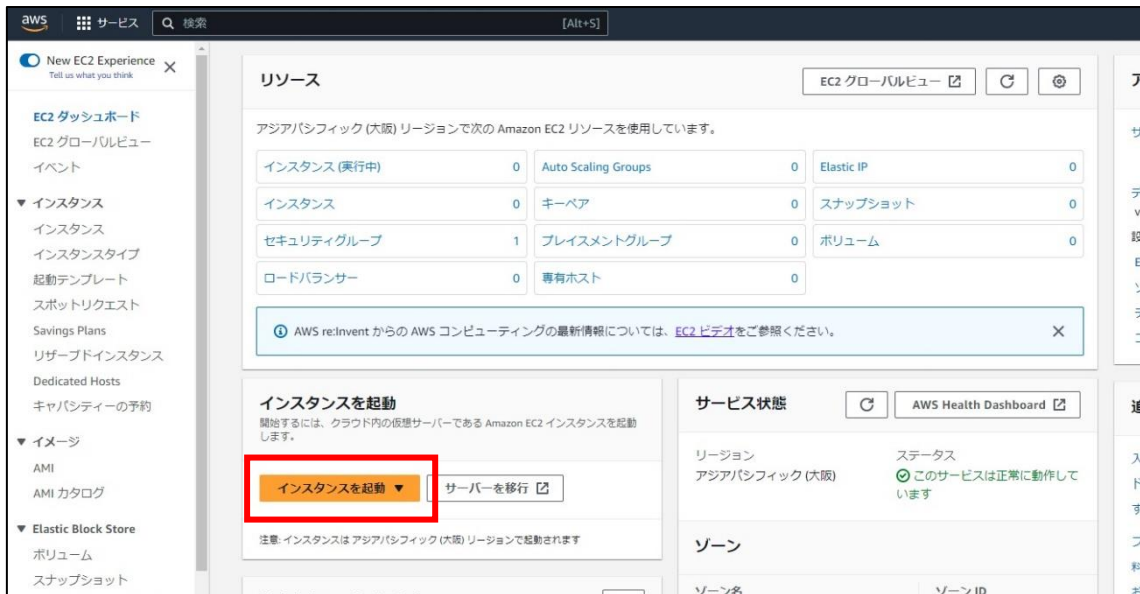 aws
サービス
検索
[Alt+S]
New EC2 Experience
Tell us what you think
EC2 ダッシュボード
EC2 グローバルビュー
イベント
インスタンス
インスタンス
インスタンスタイプ
起動テンプレート
スポットリクエスト
Savings Plans
リザーブドインスタンス
Dedicated Hosts
キャパシティーの予約
イメージ
AMI
AMI カタログ
Elastic Block Store
ボリューム
スナップショット
リソース
EC2 グローバルビュー
アジアパシフィック (大阪) リージョンで次の Amazon EC2 リソースを使用しています。
インスタンス (実行中) 0
Auto Scaling Groups 0
Elastic IP 0
インスタンス 0
キーペア 0
スナップショット 0
セキュリティグループ 1
プレイスメントグループ 0
ボリューム 0
ロードバランサー 0
専有ホスト 0
AWS re:Invent からの AWS コンピューティングの最新情報については、EC2 ビデオをご参照ください。
インスタンスを起動
開始するには、クラウド内の仮想サーバーである Amazon EC2 インスタンスを起動
します。
インスタンスを起動
サーバーを移行
注意: インスタンスは アジアパシフィック (大阪) リージョンで起動されます
サービス状態
AWS Health Dashboard
リージョン
アジアパシフィック (大阪)
ステータス
このサービスは正常に動作して
います
ゾーン
ゾーン名
ゾーン ID